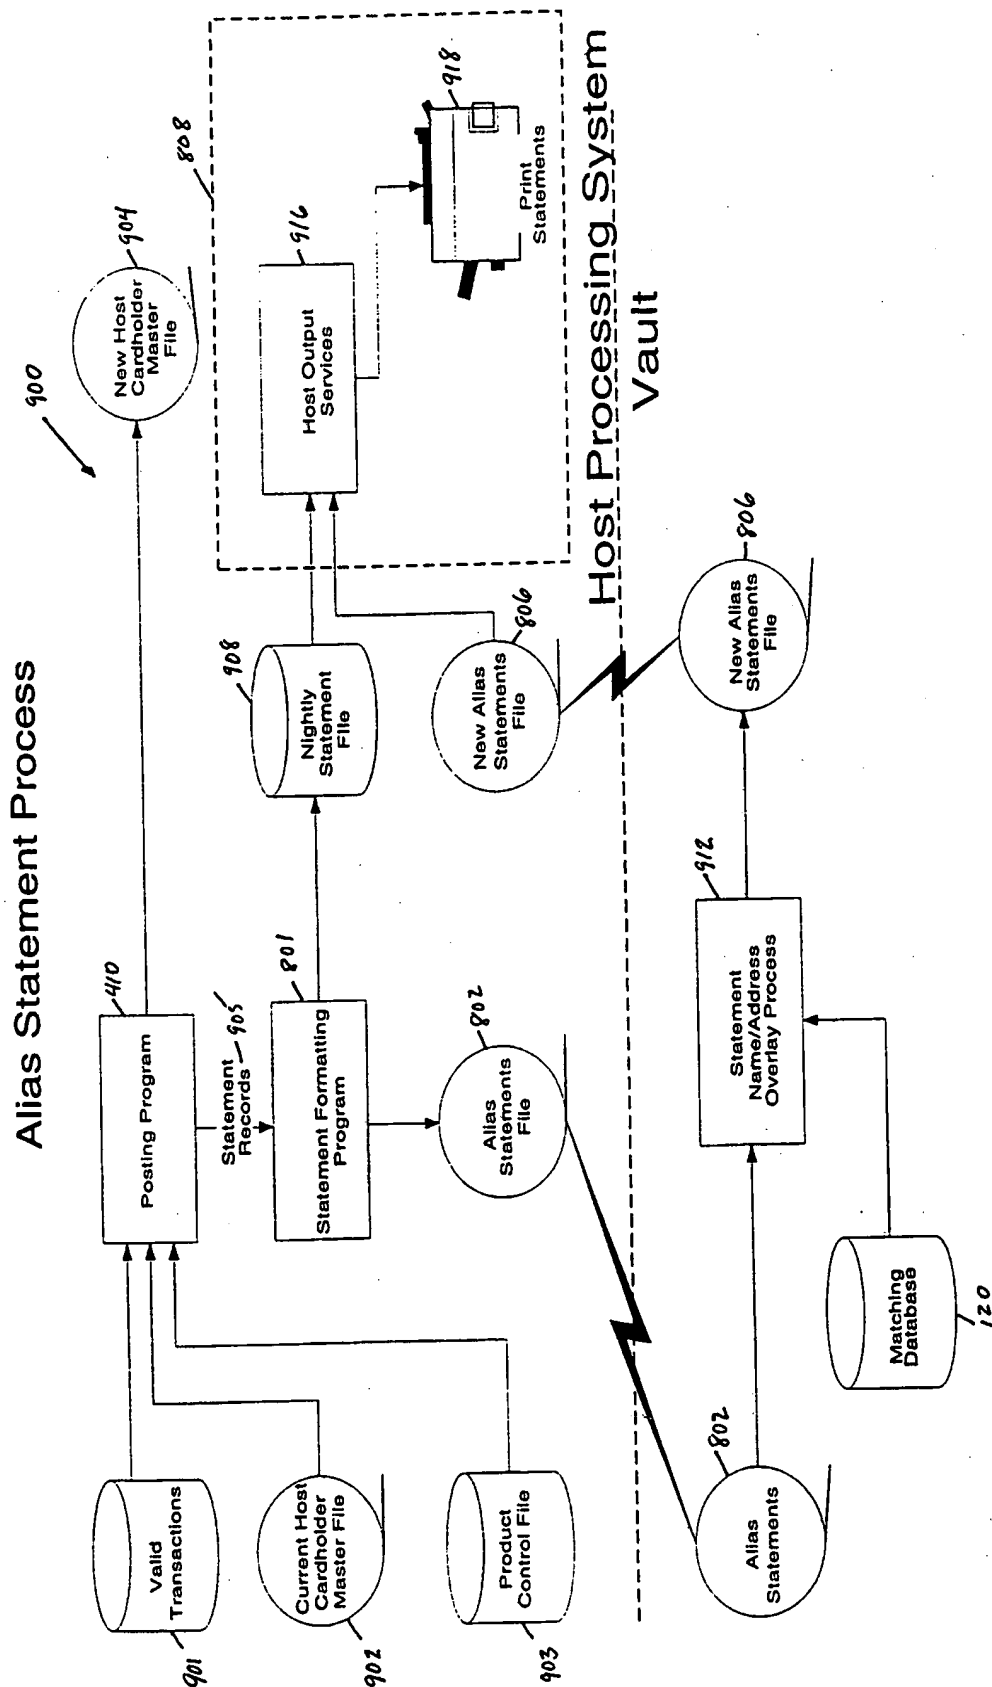 Alias Statement Process
900
Valid
Transactions
901
Current Host
Cardholder
Master File
902
Product
Control File
903
Posting Program
410
Statement
Records
905
Statement Formatting
Program
801
Alias
Statements
File
802
New Host
Cardholder
Master
File
904
Nightly
Statement
File
908
New Alias
Statements
File
806
808
Host Output
Services
916
Print
Statements
918
Host Processing System
Vault
Alias
Statements
802
Matching
Database
120
Statement
Name/Address
Overlay Process
912
New Alias
Statements
File
806